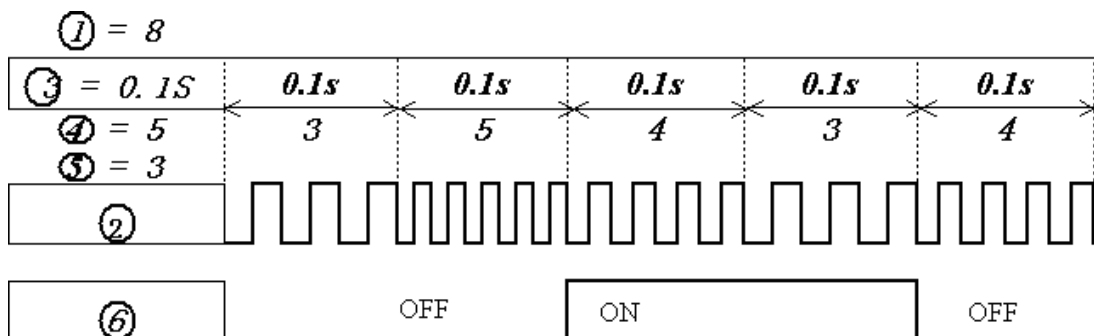 ① = 8
③ = 0.1S 0.1s 0.1s 0.1s 0.1s 0.1s
④ = 5 3 5 4 3 4
⑤ = 3
②
⑥ OFF ON OFF